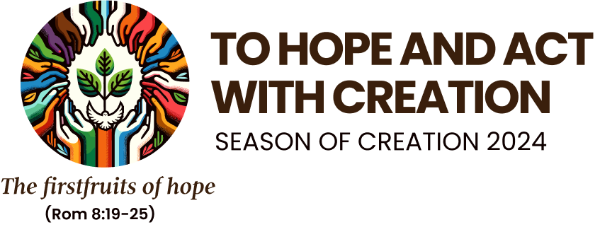 TO HOPE AND ACT
WITH CREATION
SEASON OF CREATION 2024
The firstfruits of hope
(Rom 8:19-25)